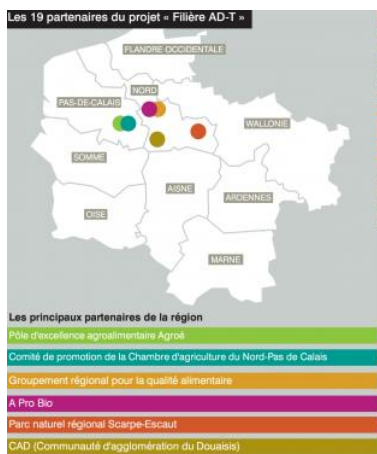 Les 19 partenaires du projet « Filière AD-T »
FLANDRE OCCIDENTALE
NORD
PAS-DE-CALAIS
WALLONIE
SOMME
AISNE
ARDENNES
OISE
MARNE
Les principaux partenaires de la région
Pôle d'excellence agroalimentaire Agroé
Comité de promotion de la Chambre d'agriculture du Nord-Pas de Calais
Groupement régional pour la qualité alimentaire
A Pro Bio
Parc naturel régional Scarpe-Escaut
CAD (Communauté d'agglomération du Douaisis)